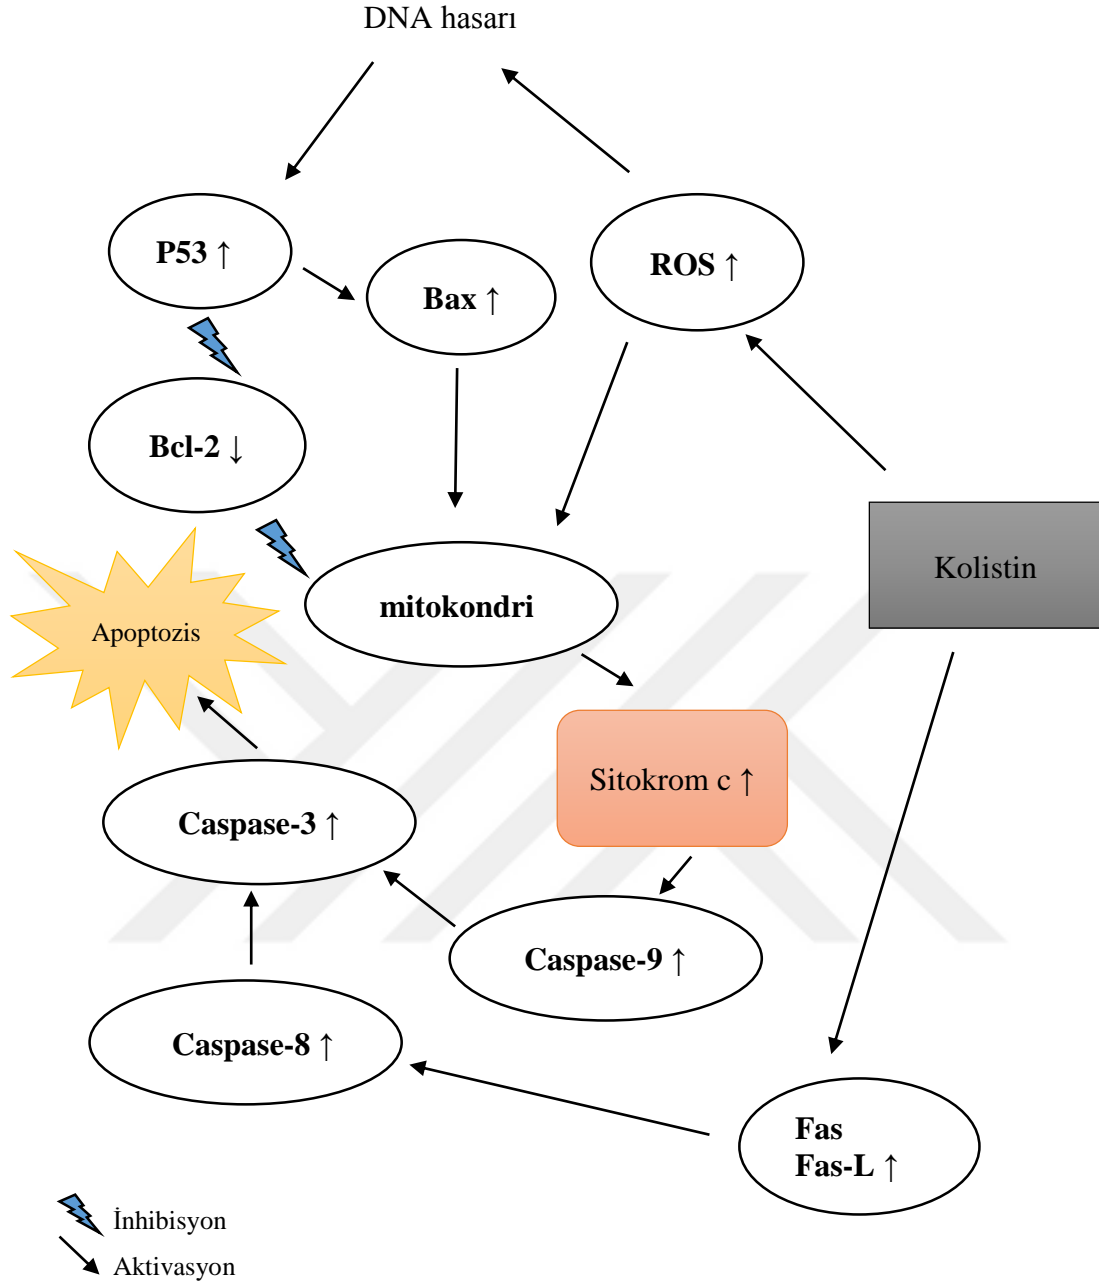 DNA hasarı
P53 ↑
ROS ↑
Bax ↑
Bcl-2 ↓
Kolistin
mitokondri
Apoptozis
Sitokrom c ↑
Caspase-3 ↑
Caspase-9 ↑
Caspase-8 ↑
Fas
Fas-L ↑
İnhibisyon
Aktivasyon